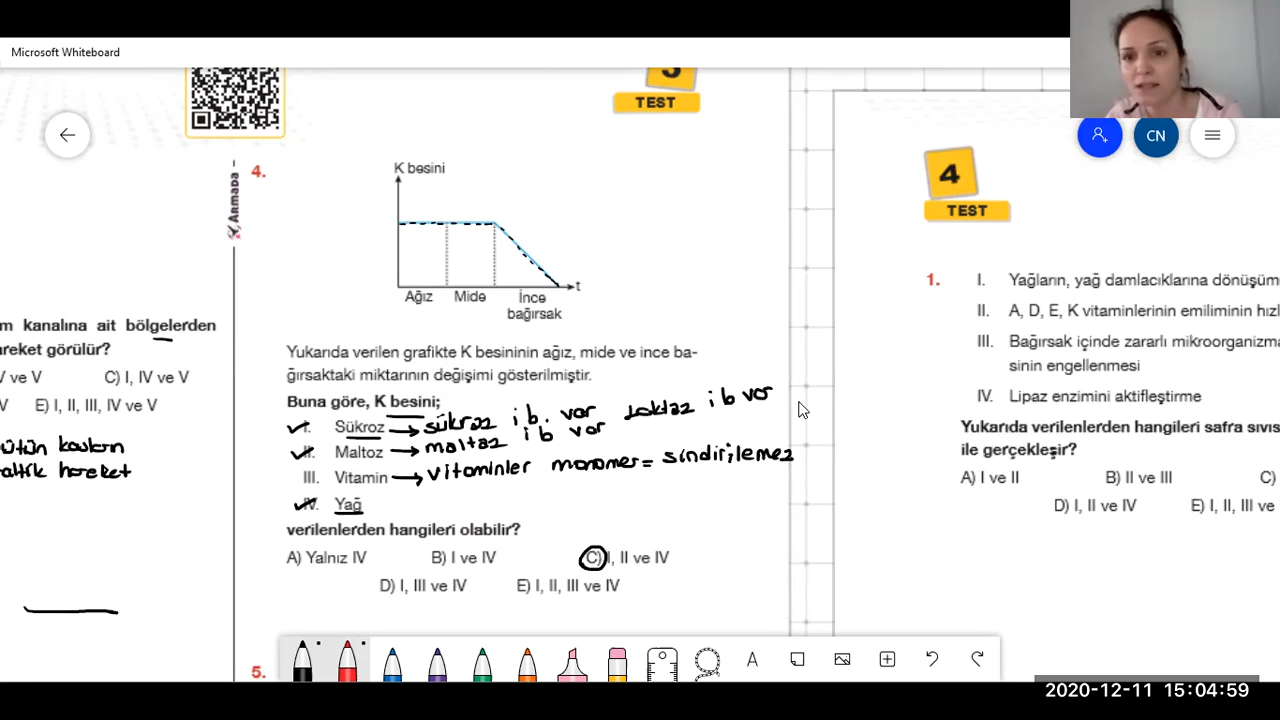 Microsoft Whiteboard
CN
TEST
ARMADA
m kanalına ait bölgelerden
areket görülür?
V ve V C) I, IV ve V
V E) I, II, III, IV ve V
ütün kasların
hareket
4.
K besini
Ağız Mide İnce
bağırsak
t
Yukarıda verilen grafikte K besininin ağız, mide ve ince ba-
ğırsaktaki miktarının değişimi gösterilmiştir.
Buna göre, K besini;
I. Sükroz → sükraz i b. var laktaz i b var
II. Maltoz → maltaz i b var
III. Vitamin → vitaminler monomer = sindirilemez
IV. Yağ
verilenlerden hangileri olabilir?
A) Yalnız IV B) I ve IV C) I, II ve IV
D) I, III ve IV E) I, II, III ve IV
5.
4
TEST
1. I. Yağların, yağ damlacıklarına dönüşüm
II. A, D, E, K vitaminlerinin emiliminin hızl
III. Bağırsak içinde zararlı mikroorganizma
sinin engellenmesi
IV. Lipaz enzimini aktifleştirme
Yukarıda verilenlerden hangileri safra sıvıs
ile gerçekleşir?
A) I ve II B) II ve III C)
D) I, II ve IV E) I, II, III ve
A
2020-12-11 15:04:59